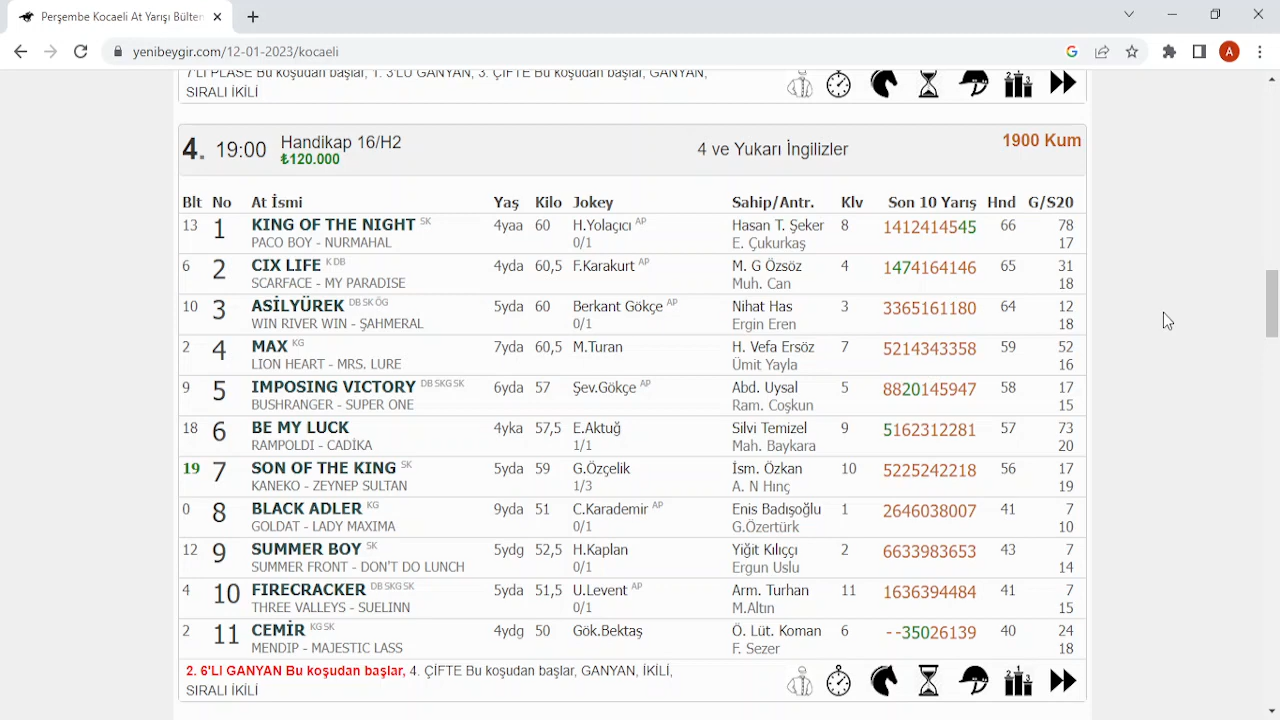 Perşembe Kocaeli At Yarışı Bülten
yenibeygir.com/12-01-2023/kocaeli
A
7'Lİ PLASE Bu koşudan başlar, 1. 3'LÜ GANYAN, 3. ÇİFTE Bu koşudan başlar, GANYAN,
SIRALI İKİLİ
4. 19:00 Handikap 16/H2 4 ve Yukarı İngilizler 1900 Kum
₺120.000
Blt No At İsmi Yaş Kilo Jokey Sahip/Antr. Klv Son 10 Yarış Hnd G/S20
13 1 KING OF THE NIGHT SK 4yaa 60 H.Yolaçıcı AP Hasan T. Şeker 8 1412414545 66 78
PACO BOY - NURMAHAL 0/1 E. Çukurkaş 17
6 2 CIX LIFE K DB 4yda 60,5 F.Karakurt AP M. G Özsöz 4 1474164146 65 31
SCARFACE - MY PARADISE Muh. Can 18
10 3 ASİLYÜREK DB SK ÖG 5yda 60 Berkant Gökçe AP Nihat Has 3 3365161180 64 12
WIN RIVER WIN - ŞAHMERAL 0/1 Ergin Eren 18
2 4 MAX KG 7yda 60,5 M.Turan H. Vefa Ersöz 7 5214343358 59 52
LION HEART - MRS. LURE Ümit Yayla 16
9 5 IMPOSING VICTORY DB SKG SK 6yda 57 Şev.Gökçe AP Abd. Uysal 5 8820145947 58 17
BUSHRANGER - SUPER ONE Ram. Coşkun 15
18 6 BE MY LUCK 4yka 57,5 E.Aktuğ Silvi Temizel 9 5162312281 57 73
RAMPOLDI - CADİKA 1/1 Mah. Baykara 20
19 7 SON OF THE KING SK 5yda 59 G.Özçelik İsm. Özkan 10 5225242218 56 17
KANEKO - ZEYNEP SULTAN 1/3 A. N Hınç 19
0 8 BLACK ADLER KG 9yda 51 C.Karademir AP Enis Badışoğlu 1 2646038007 41 7
GOLDAT - LADY MAXIMA 0/1 G.Özertürk 10
12 9 SUMMER BOY SK 5ydg 52,5 H.Kaplan Yiğit Kılıççı 2 6633983653 43 7
SUMMER FRONT - DON'T DO LUNCH 0/1 Ergun Uslu 14
4 10 FIRECRACKER DB SKG SK 5yda 51,5 U.Levent AP Arm. Turhan 11 1636394484 41 7
THREE VALLEYS - SUELINN 0/1 M.Altın 15
2 11 CEMİR KG SK 4ydg 50 Gök.Bektaş Ö. Lüt. Koman 6 --35026139 40 24
MENDIP - MAJESTIC LASS F. Sezer 18
2. 6'Lİ GANYAN Bu koşudan başlar, 4. ÇİFTE Bu koşudan başlar, GANYAN, İKİLİ,
SIRALI İKİLİ